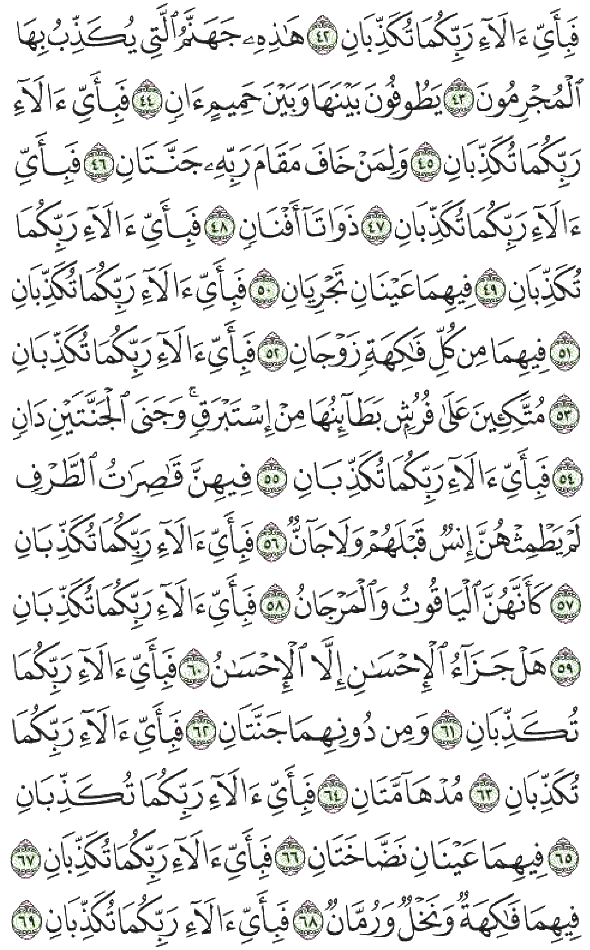 فَبِأَيِّ ءَالَآءِ رَبِّكُمَا تُكَذِّبَانِ ٤٢ هَٰذِهِۦ جَهَنَّمُ ٱلَّتِي يُكَذِّبُ بِهَا
ٱلْمُجْرِمُونَ ٤٣ يَطُوفُونَ بَيْنَهَا وَبَيْنَ حَمِيمٍ ءَانٍ ٤٤ فَبِأَيِّ ءَالَآءِ
رَبِّكُمَا تُكَذِّبَانِ ٤٥ وَلِمَنْ خَافَ مَقَامَ رَبِّهِۦ جَنَّتَانِ ٤٦ فَبِأَيِّ
ءَالَآءِ رَبِّكُمَا تُكَذِّبَانِ ٤٧ ذَوَاتَآ أَفْنَانٍ ٤٨ فَبِأَيِّ ءَالَآءِ رَبِّكُمَا
تُكَذِّبَانِ ٤٩ فِيهِمَا عَيْنَانِ تَجْرِيَانِ ٥٠ فَبِأَيِّ ءَالَآءِ رَبِّكُمَا تُكَذِّبَانِ
٥١ فِيهِمَا مِن كُلِّ فَٰكِهَةٍ زَوْجَانِ ٥٢ فَبِأَيِّ ءَالَآءِ رَبِّكُمَا تُكَذِّبَانِ
٥٣ مُتَّكِـِٔينَ عَلَىٰ فُرُشٍۭ بَطَآئِنُهَا مِنْ إِسْتَبْرَقٍۚ وَجَنَى ٱلْجَنَّتَيْنِ دَانٍ
٥٤ فَبِأَيِّ ءَالَآءِ رَبِّكُمَا تُكَذِّبَانِ ٥٥ فِيهِنَّ قَٰصِرَٰتُ ٱلطَّرْفِ
لَمْ يَطْمِثْهُنَّ إِنسٌ قَبْلَهُمْ وَلَا جَآنٌّ ٥٦ فَبِأَيِّ ءَالَآءِ رَبِّكُمَا تُكَذِّبَانِ
٥٧ كَأَنَّهُنَّ ٱلْيَاقُوتُ وَٱلْمَرْجَانُ ٥٨ فَبِأَيِّ ءَالَآءِ رَبِّكُمَا تُكَذِّبَانِ
٥٩ هَلْ جَزَآءُ ٱلْإِحْسَٰنِ إِلَّا ٱلْإِحْسَٰنُ ٦٠ فَبِأَيِّ ءَالَآءِ رَبِّكُمَا
تُكَذِّبَانِ ٦١ وَمِن دُونِهِمَا جَنَّتَانِ ٦٢ فَبِأَيِّ ءَالَآءِ رَبِّكُمَا
تُكَذِّبَانِ ٦٣ مُدْهَآمَّتَانِ ٦٤ فَبِأَيِّ ءَالَآءِ رَبِّكُمَا تُكَذِّبَانِ
٦٥ فِيهِمَا عَيْنَانِ نَضَّاخَتَانِ ٦٦ فَبِأَيِّ ءَالَآءِ رَبِّكُمَا تُكَذِّبَانِ ٦٧
فِيهِمَا فَٰكِهَةٌ وَنَخْلٌ وَرُمَّانٌ ٦٨ فَبِأَيِّ ءَالَآءِ رَبِّكُمَا تُكَذِّبَانِ ٦٩